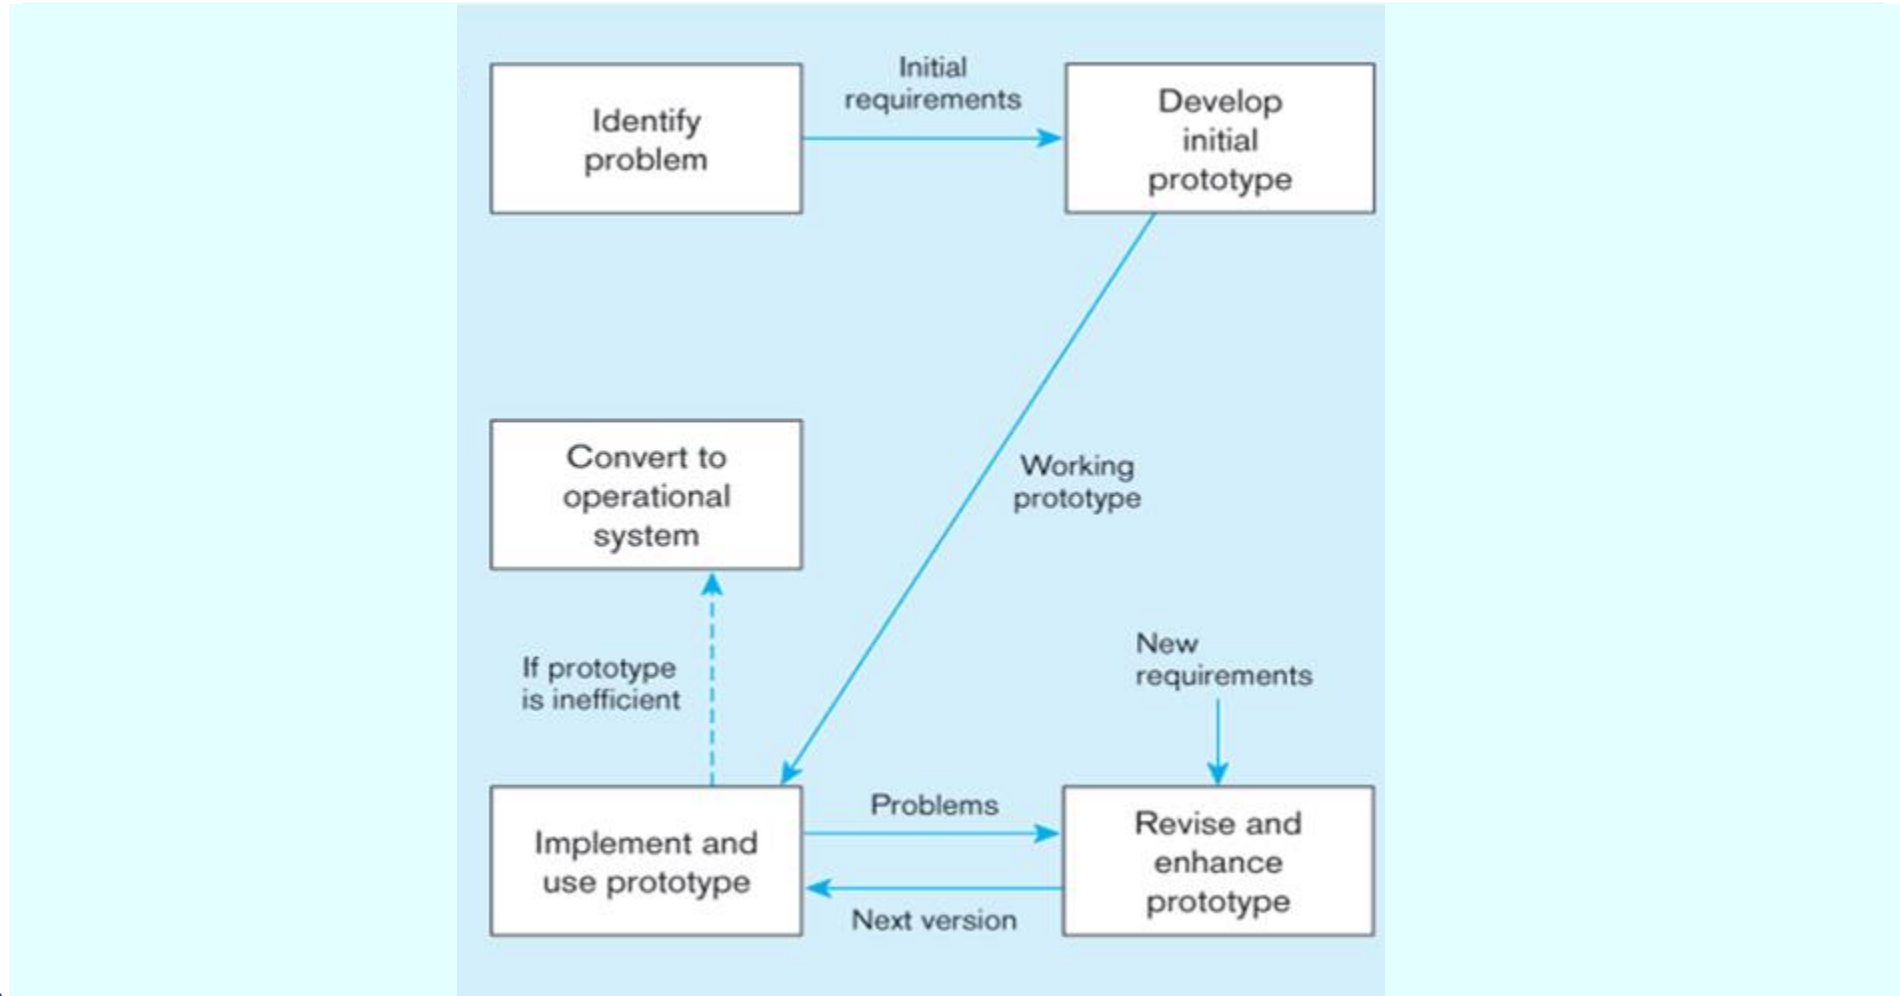 Identify
problem
Initial
requirements
Develop
initial
prototype
Convert to
operational
system
Working
prototype
If prototype
is inefficient
New
requirements
Implement and
use prototype
Problems
Next version
Revise and
enhance
prototype